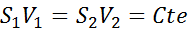 S₁V₁ = S₂V₂ = Cte